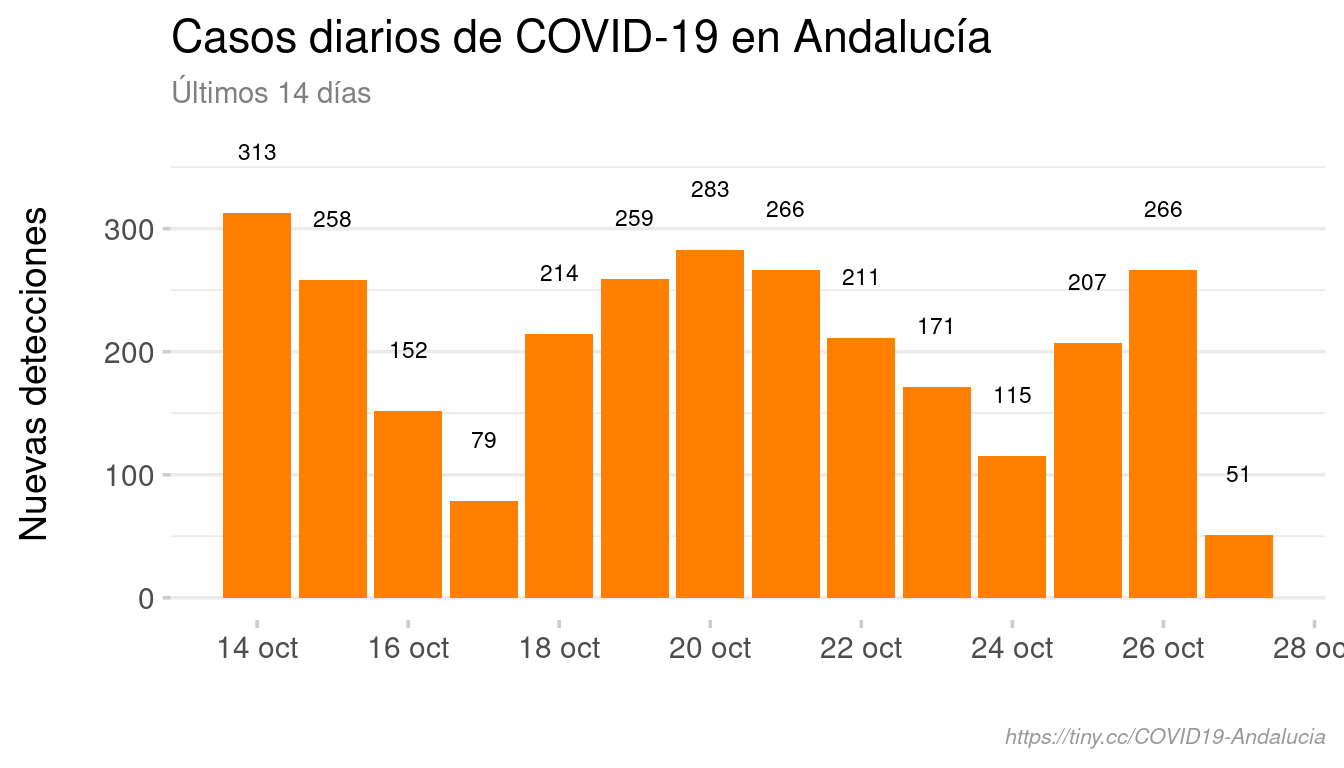 Casos diarios de COVID-19 en Andalucía
Últimos 14 días
Nuevas detecciones
300
200
100
0
313
258
152
79
214
259
283
266
211
171
115
207
266
51
14 oct
16 oct
18 oct
20 oct
22 oct
24 oct
26 oct
28 oc
https://tiny.cc/COVID19-Andalucia